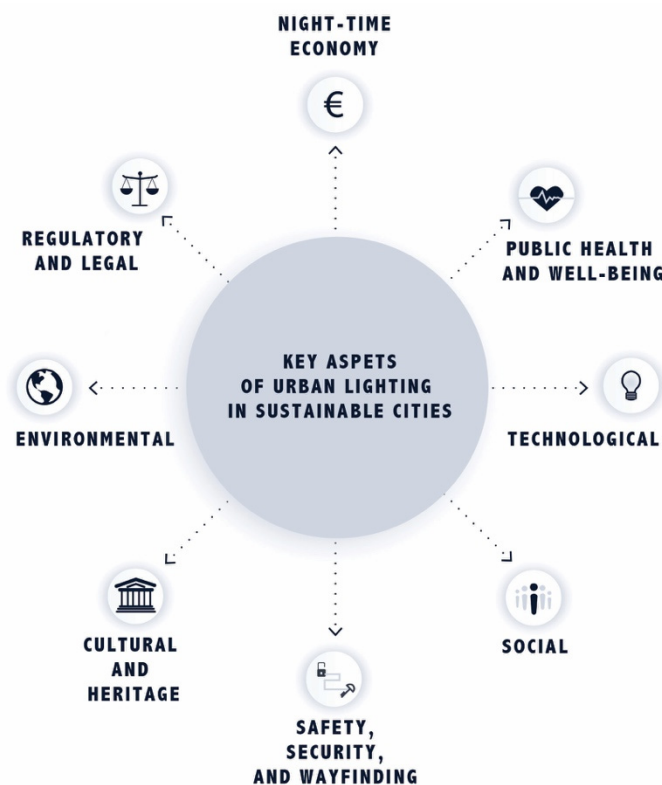 NIGHT-TIME
ECONOMY
€
REGULATORY
AND LEGAL
PUBLIC HEALTH
AND WELL-BEING
KEY ASPETS
OF URBAN LIGHTING
IN SUSTAINABLE CITIES
ENVIRONMENTAL
TECHNOLOGICAL
CULTURAL
AND
HERITAGE
SOCIAL
SAFETY,
SECURITY,
AND WAYFINDING